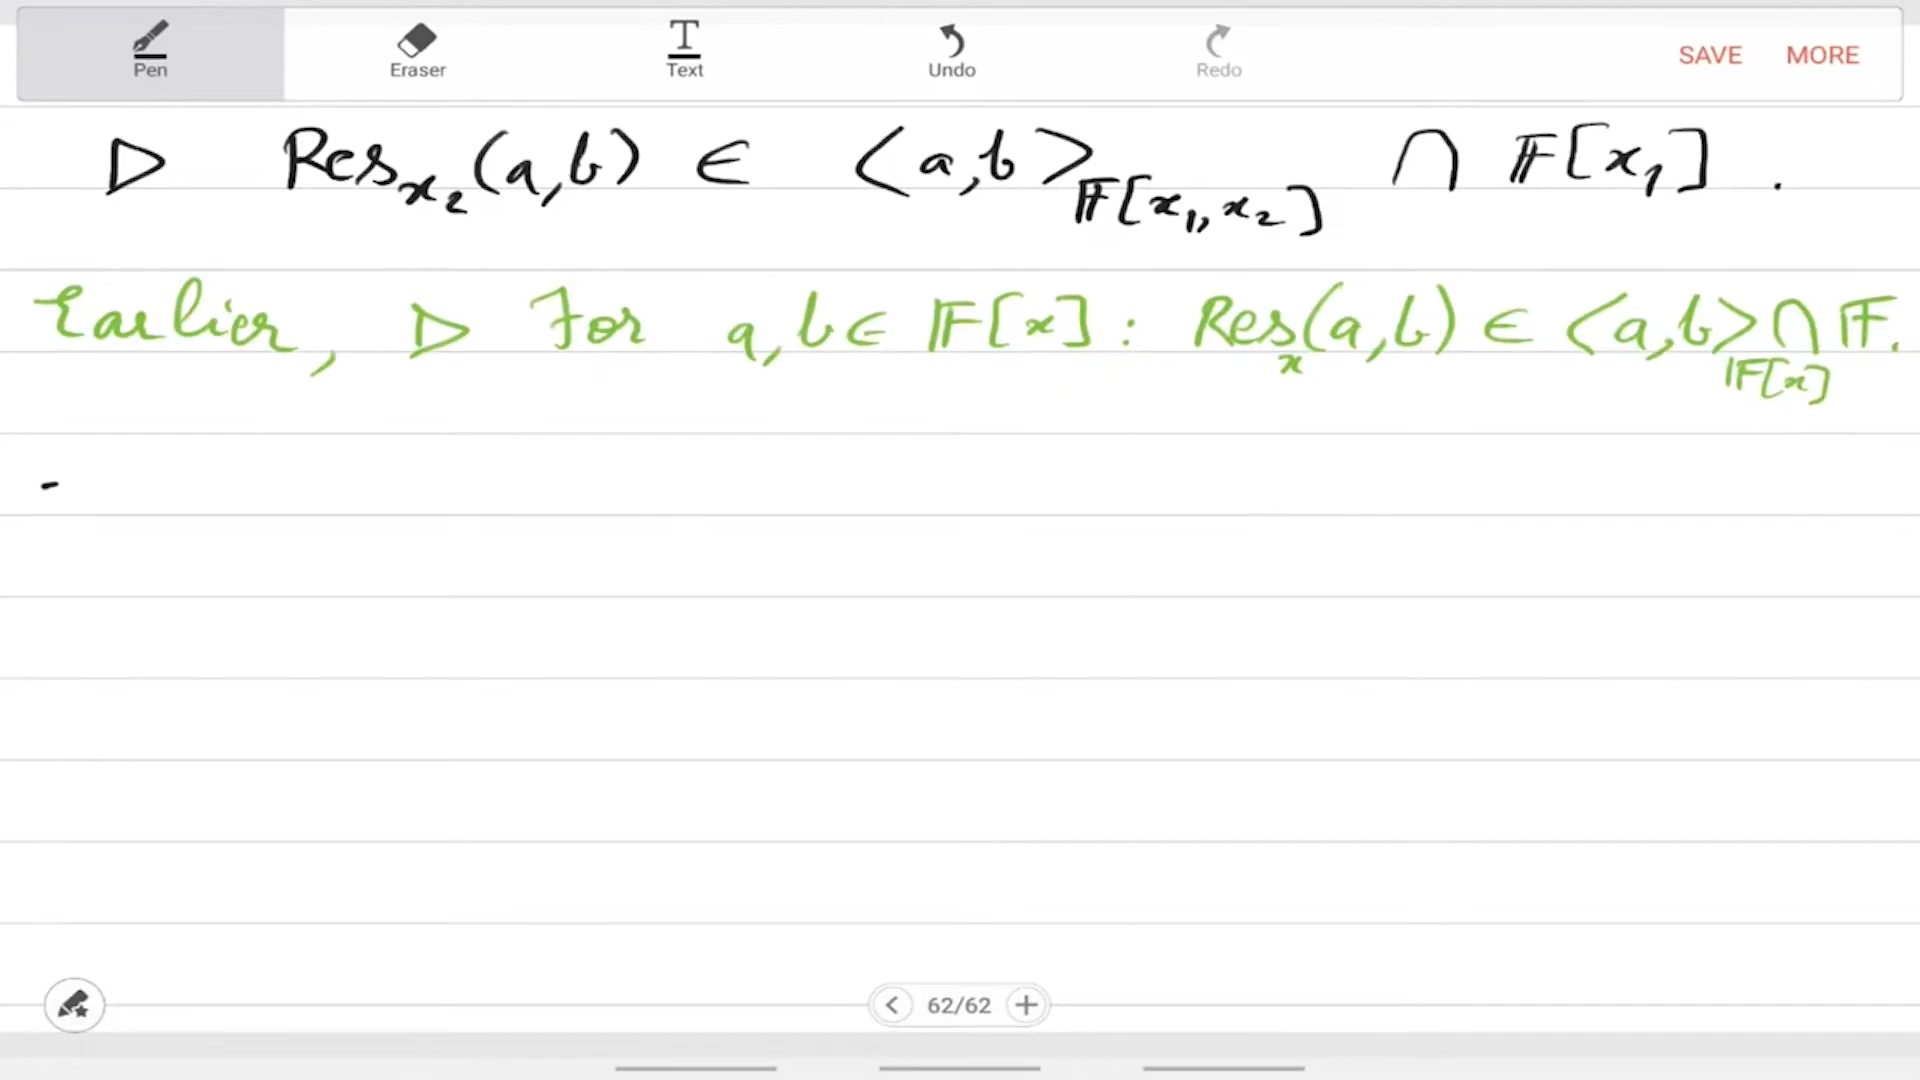 Pen Eraser Text Undo Redo SAVE MORE
▷ Res_{x_2}(a,b) ∈ <a,b>_{𝔽[x_1,x_2]} ∩ 𝔽[x_1] .
Earlier, ▷ For a,b ∈ 𝔽[x] : Res_x(a,b) ∈ <a,b>_{𝔽[x]} ∩ 𝔽.
-
62/62